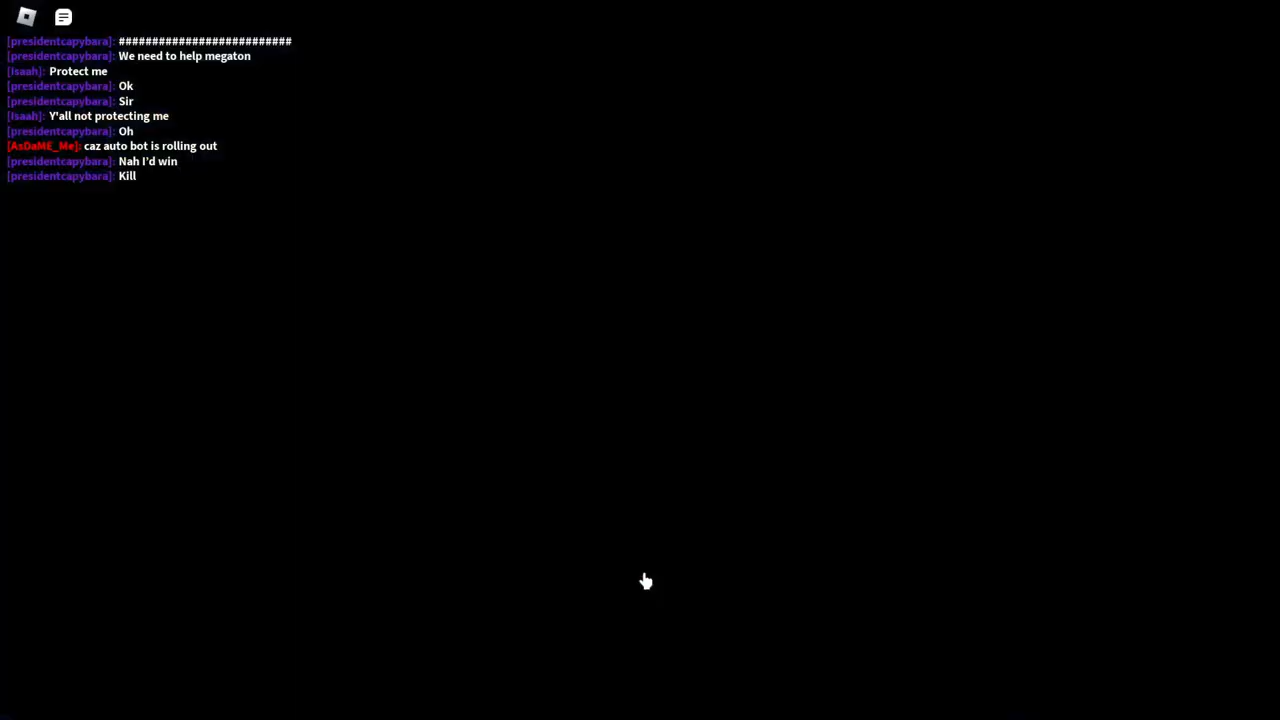 [presidentcapybara]: ##########################
[presidentcapybara]: We need to help megaton
[Isaah]: Protect me
[presidentcapybara]: Ok
[presidentcapybara]: Sir
[Isaah]: Y'all not protecting me
[presidentcapybara]: Oh
[AsDaME_Me]: caz auto bot is rolling out
[presidentcapybara]: Nah I'd win
[presidentcapybara]: Kill